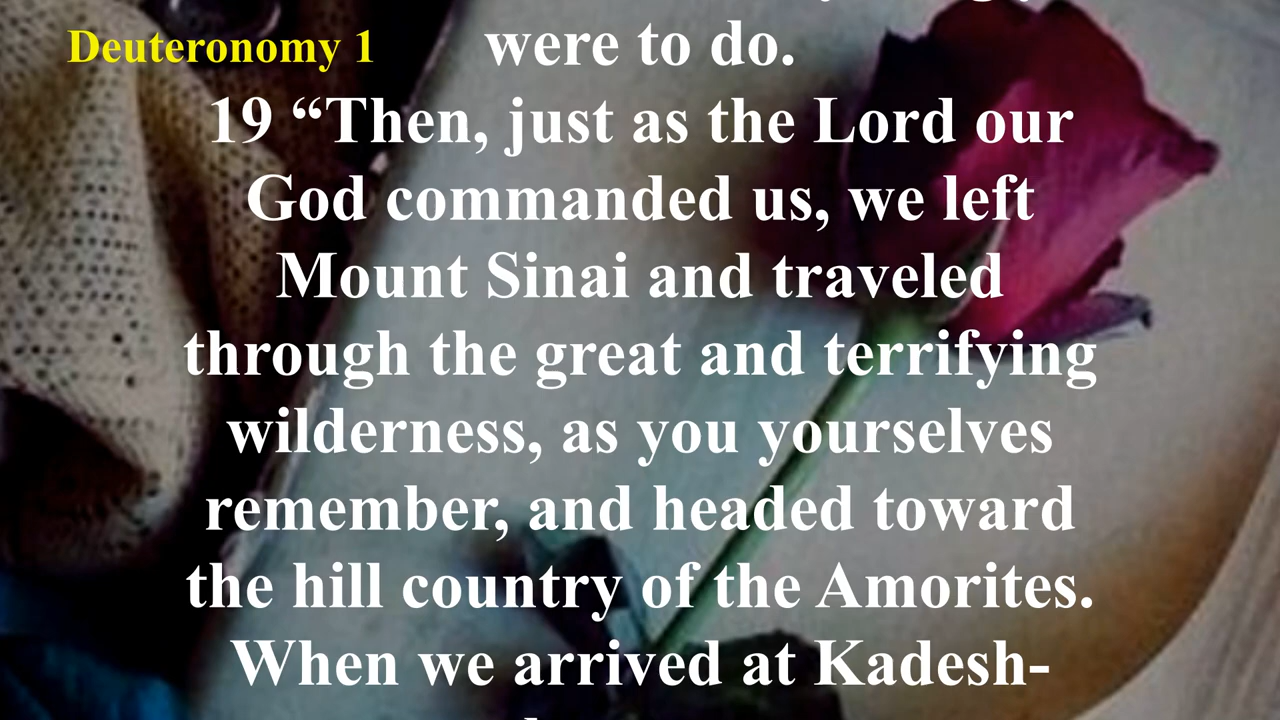 Deuteronomy 1
were to do.
19 “Then, just as the Lord our
God commanded us, we left
Mount Sinai and traveled
through the great and terrifying
wilderness, as you yourselves
remember, and headed toward
the hill country of the Amorites.
When we arrived at Kadesh-